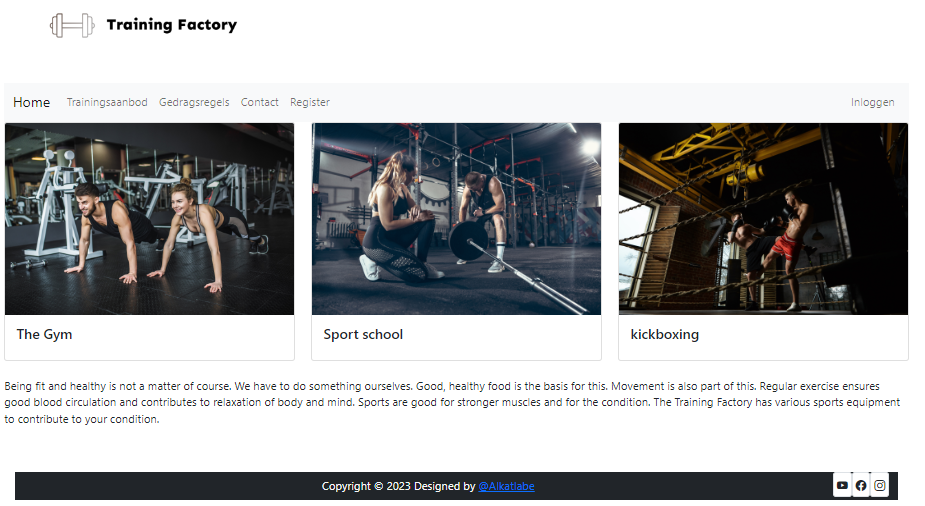 Training Factory
Home Trainingsaanbod Gedragsregels Contact Register Inloggen
The Gym
Sport school
kickboxing
Being fit and healthy is not a matter of course. We have to do something ourselves. Good, healthy food is the basis for this. Movement is also part of this. Regular exercise ensures
good blood circulation and contributes to relaxation of body and mind. Sports are good for stronger muscles and for the condition. The Training Factory has various sports equipment
to contribute to your condition.
Copyright © 2023 Designed by @Alkatlabe